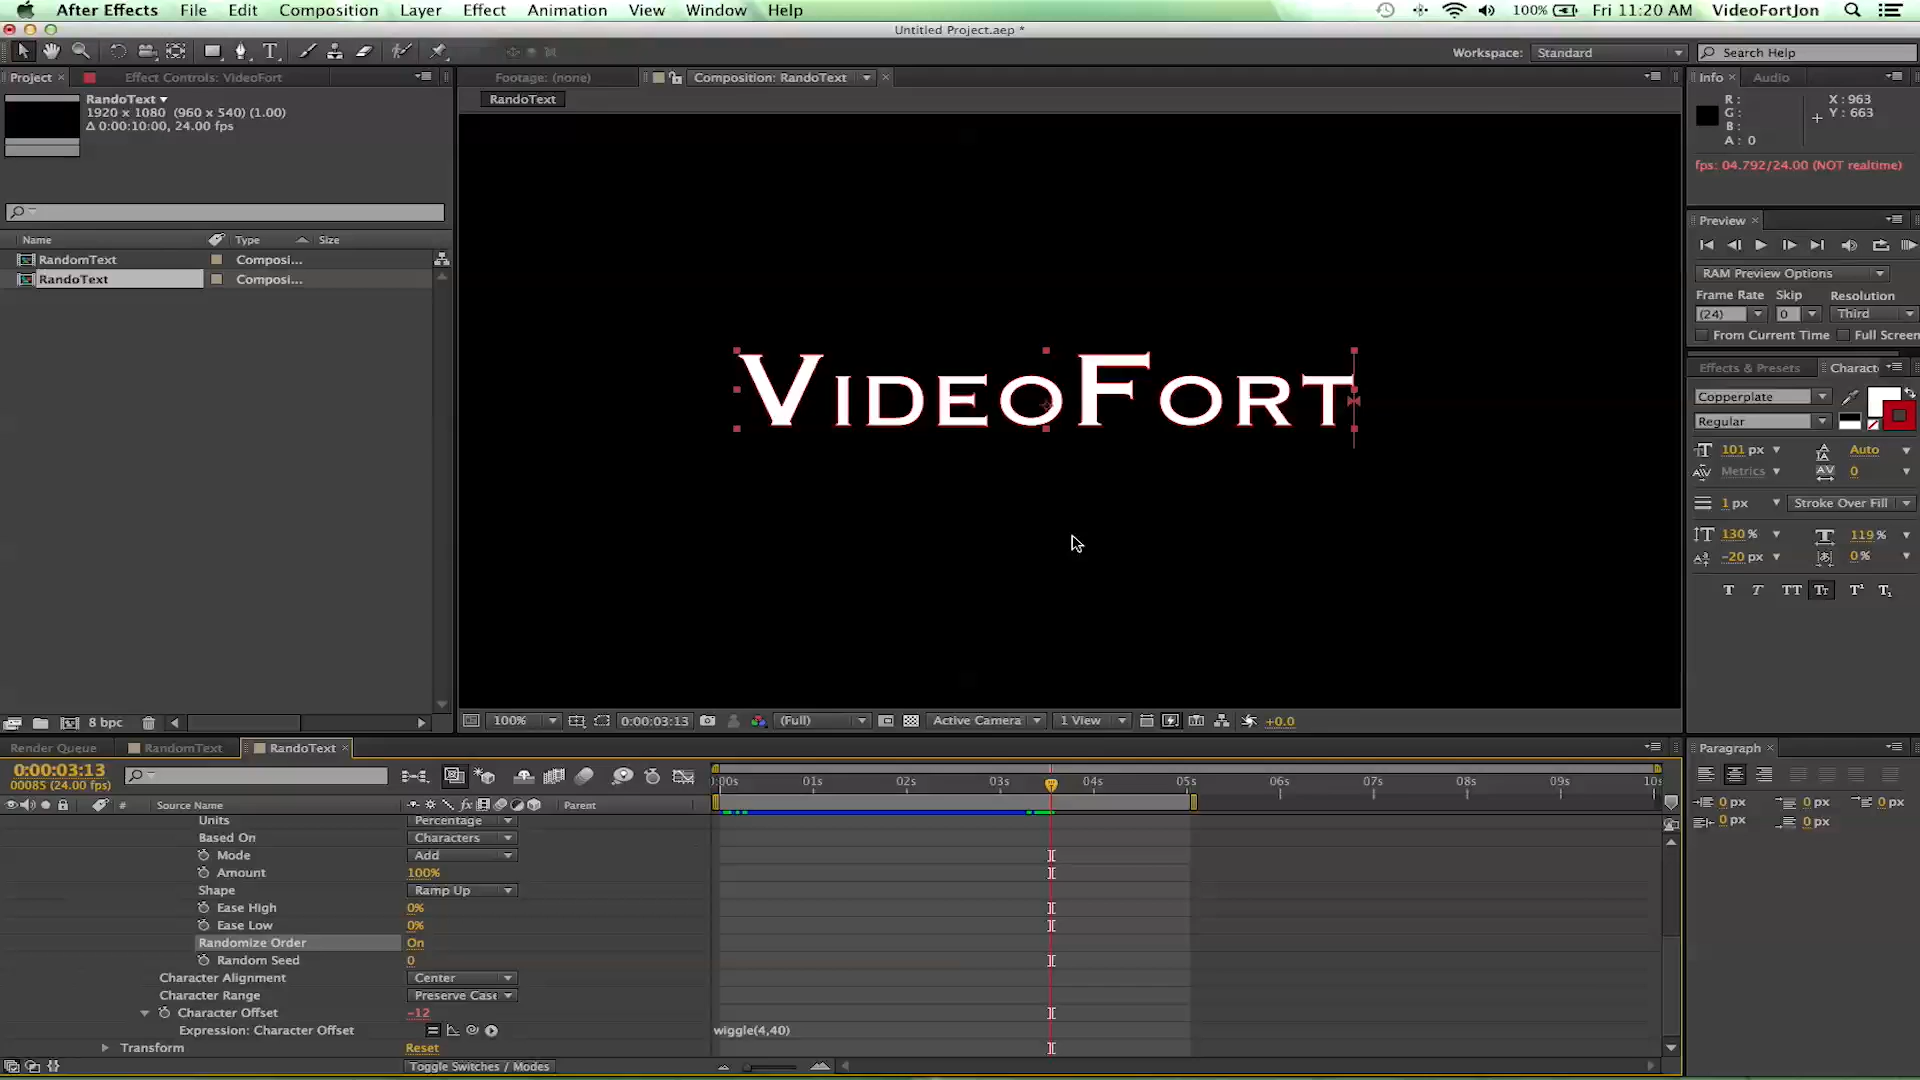 After Effects File Edit Composition Layer Effect Animation View Window Help 100% Fri 11:20 AM VideoFortJon
Untitled Project.aep *
Workspace: Standard Search Help
Project Effect Controls: VideoFort Footage: (none) Composition: RandoText Info Audio
RandoText
1920 x 1080 (960 x 540) (1.00)
Δ 0:00:10:00, 24.00 fps
RandoText
R:
G:
B:
A: 0
X: 963
Y: 663
fps: 04.792/24.00 (NOT realtime)
Name Type Size
RandomText Composi...
RandoText Composi...
Preview
RAM Preview Options
Frame Rate Skip Resolution
(24) 0 Third
From Current Time Full Screen
Effects & Presets Charact
Copperplate
Regular
101 px Auto
Metrics 0
1 px Stroke Over Fill
130 % 119 %
-20 px 0 %
T T TT Tr T¹ T₁
VideoFort
8 bpc
100% 0:00:03:13 (Full) Active Camera 1 View +0.0
Render Queue RandomText RandoText
Paragraph
0 px 0 px 0 px
0 px 0 px
0:00:03:13
00085 (24.00 fps)
:00s 01s 02s 03s 04s 05s 06s 07s 08s 09s 10s
# Source Name Parent
Units Percentage
Based On Characters
Mode Add
Amount 100%
Shape Ramp Up
Ease High 0%
Ease Low 0%
Randomize Order On
Random Seed 0
Character Alignment Center
Character Range Preserve Case
Character Offset -12
Expression: Character Offset wiggle(4,40)
Transform Reset
Toggle Switches / Modes